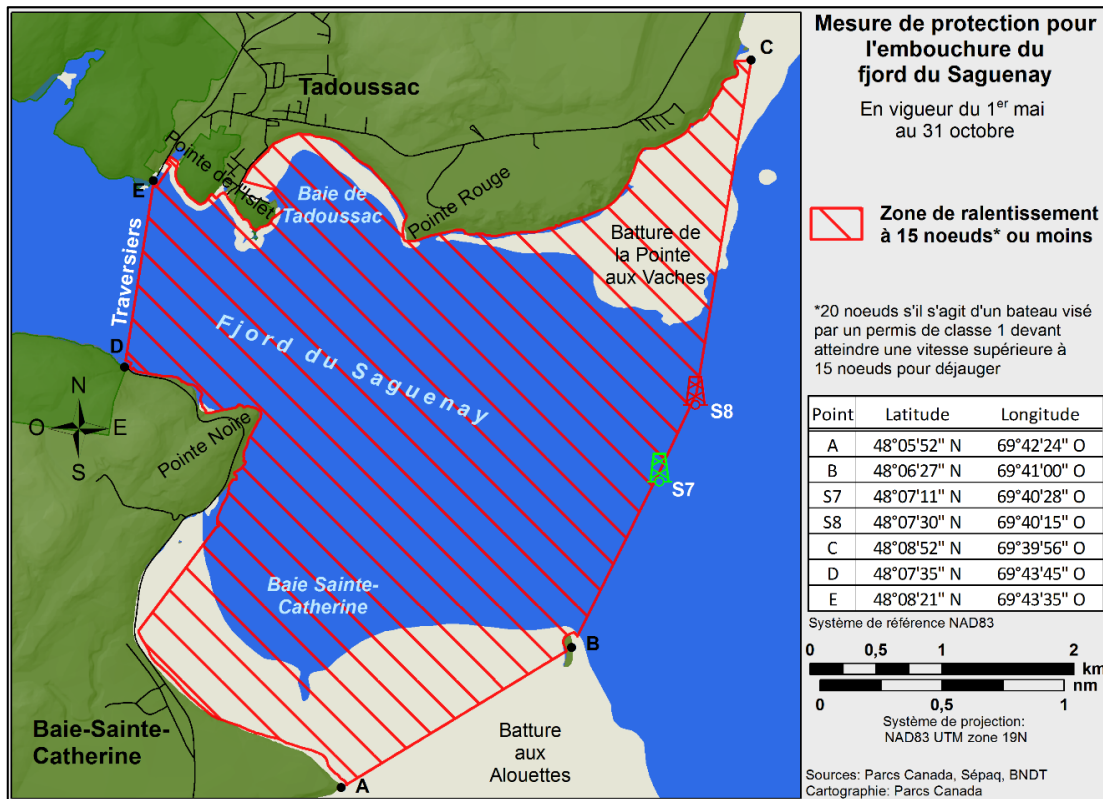 Mesure de protection pour
l'embouchure du
fjord du Saguenay
En vigueur du 1er mai
au 31 octobre
Zone de ralentissement
à 15 noeuds* ou moins
*20 noeuds s'il s'agit d'un bateau visé
par un permis de classe 1 devant
atteindre une vitesse supérieure à
15 noeuds pour déjauger
Point Latitude Longitude
A 48°05'52" N 69°42'24" O
B 48°06'27" N 69°41'00" O
S7 48°07'11" N 69°40'28" O
S8 48°07'30" N 69°40'15" O
C 48°08'52" N 69°39'56" O
D 48°07'35" N 69°43'45" O
E 48°08'21" N 69°43'35" O
Système de référence NAD83
0 0,5 1 2
km
nm
0 0,5 1
Système de projection:
NAD83 UTM zone 19N
Sources: Parcs Canada, Sépaq, BNDT
Cartographie: Parcs Canada
C
Tadoussac
Pointe de l'Islet
E
Baie de
Tadoussac
Pointe Rouge
Batture de
la Pointe
aux Vaches
Traversiers
D
Fjord du Saguenay
S8
N
O E
S
Pointe Noire
S7
Baie Sainte-
Catherine
B
Baie-Sainte-
Catherine
Batture
aux
Alouettes
A